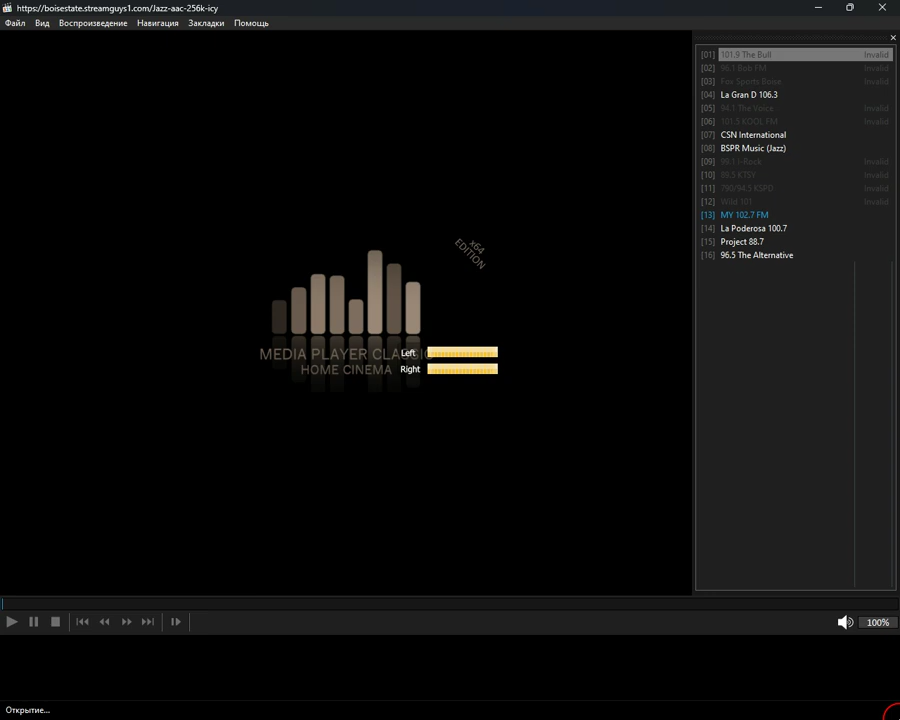 https://boisestate.streamguys1.com/Jazz-aac-256k-icy
Файл Вид Воспроизведение Навигация Закладки Помощь
[01] 101.9 The Bull Invalid
[02] 96.1 Bob FM Invalid
[03] Fox Sports Boise Invalid
[04] La Gran D 106.3
[05] 94.1 The Voice Invalid
[06] 101.5 KOOL FM Invalid
[07] CSN International
[08] BSPR Music (Jazz)
[09] 99.1 I-Rock Invalid
[10] 89.5 KTSY Invalid
[11] 790/94.5 KSPD Invalid
[12] Wild 101 Invalid
[13] MY 102.7 FM
[14] La Poderosa 100.7
[15] Project 88.7
[16] 96.5 The Alternative
x64
EDITION
MEDIA PLAYER CLASSIC
HOME CINEMA
Left
Right
100%
Открытие...